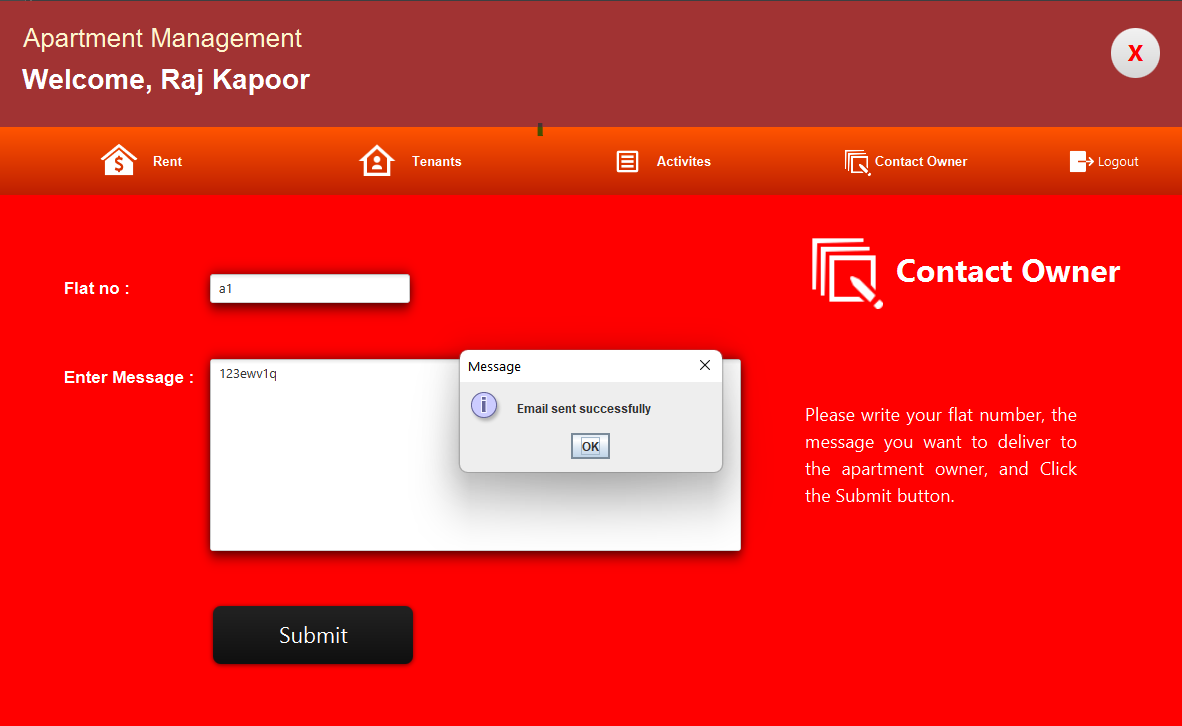 Apartment Management
Welcome, Raj Kapoor
X
Rent
Tenants
Activites
Contact Owner
Logout
Contact Owner
Flat no :
a1
Enter Message :
123ewv1q
Message
Email sent successfully
OK
Please write your flat number, the
message you want to deliver to
the apartment owner, and Click
the Submit button.
Submit